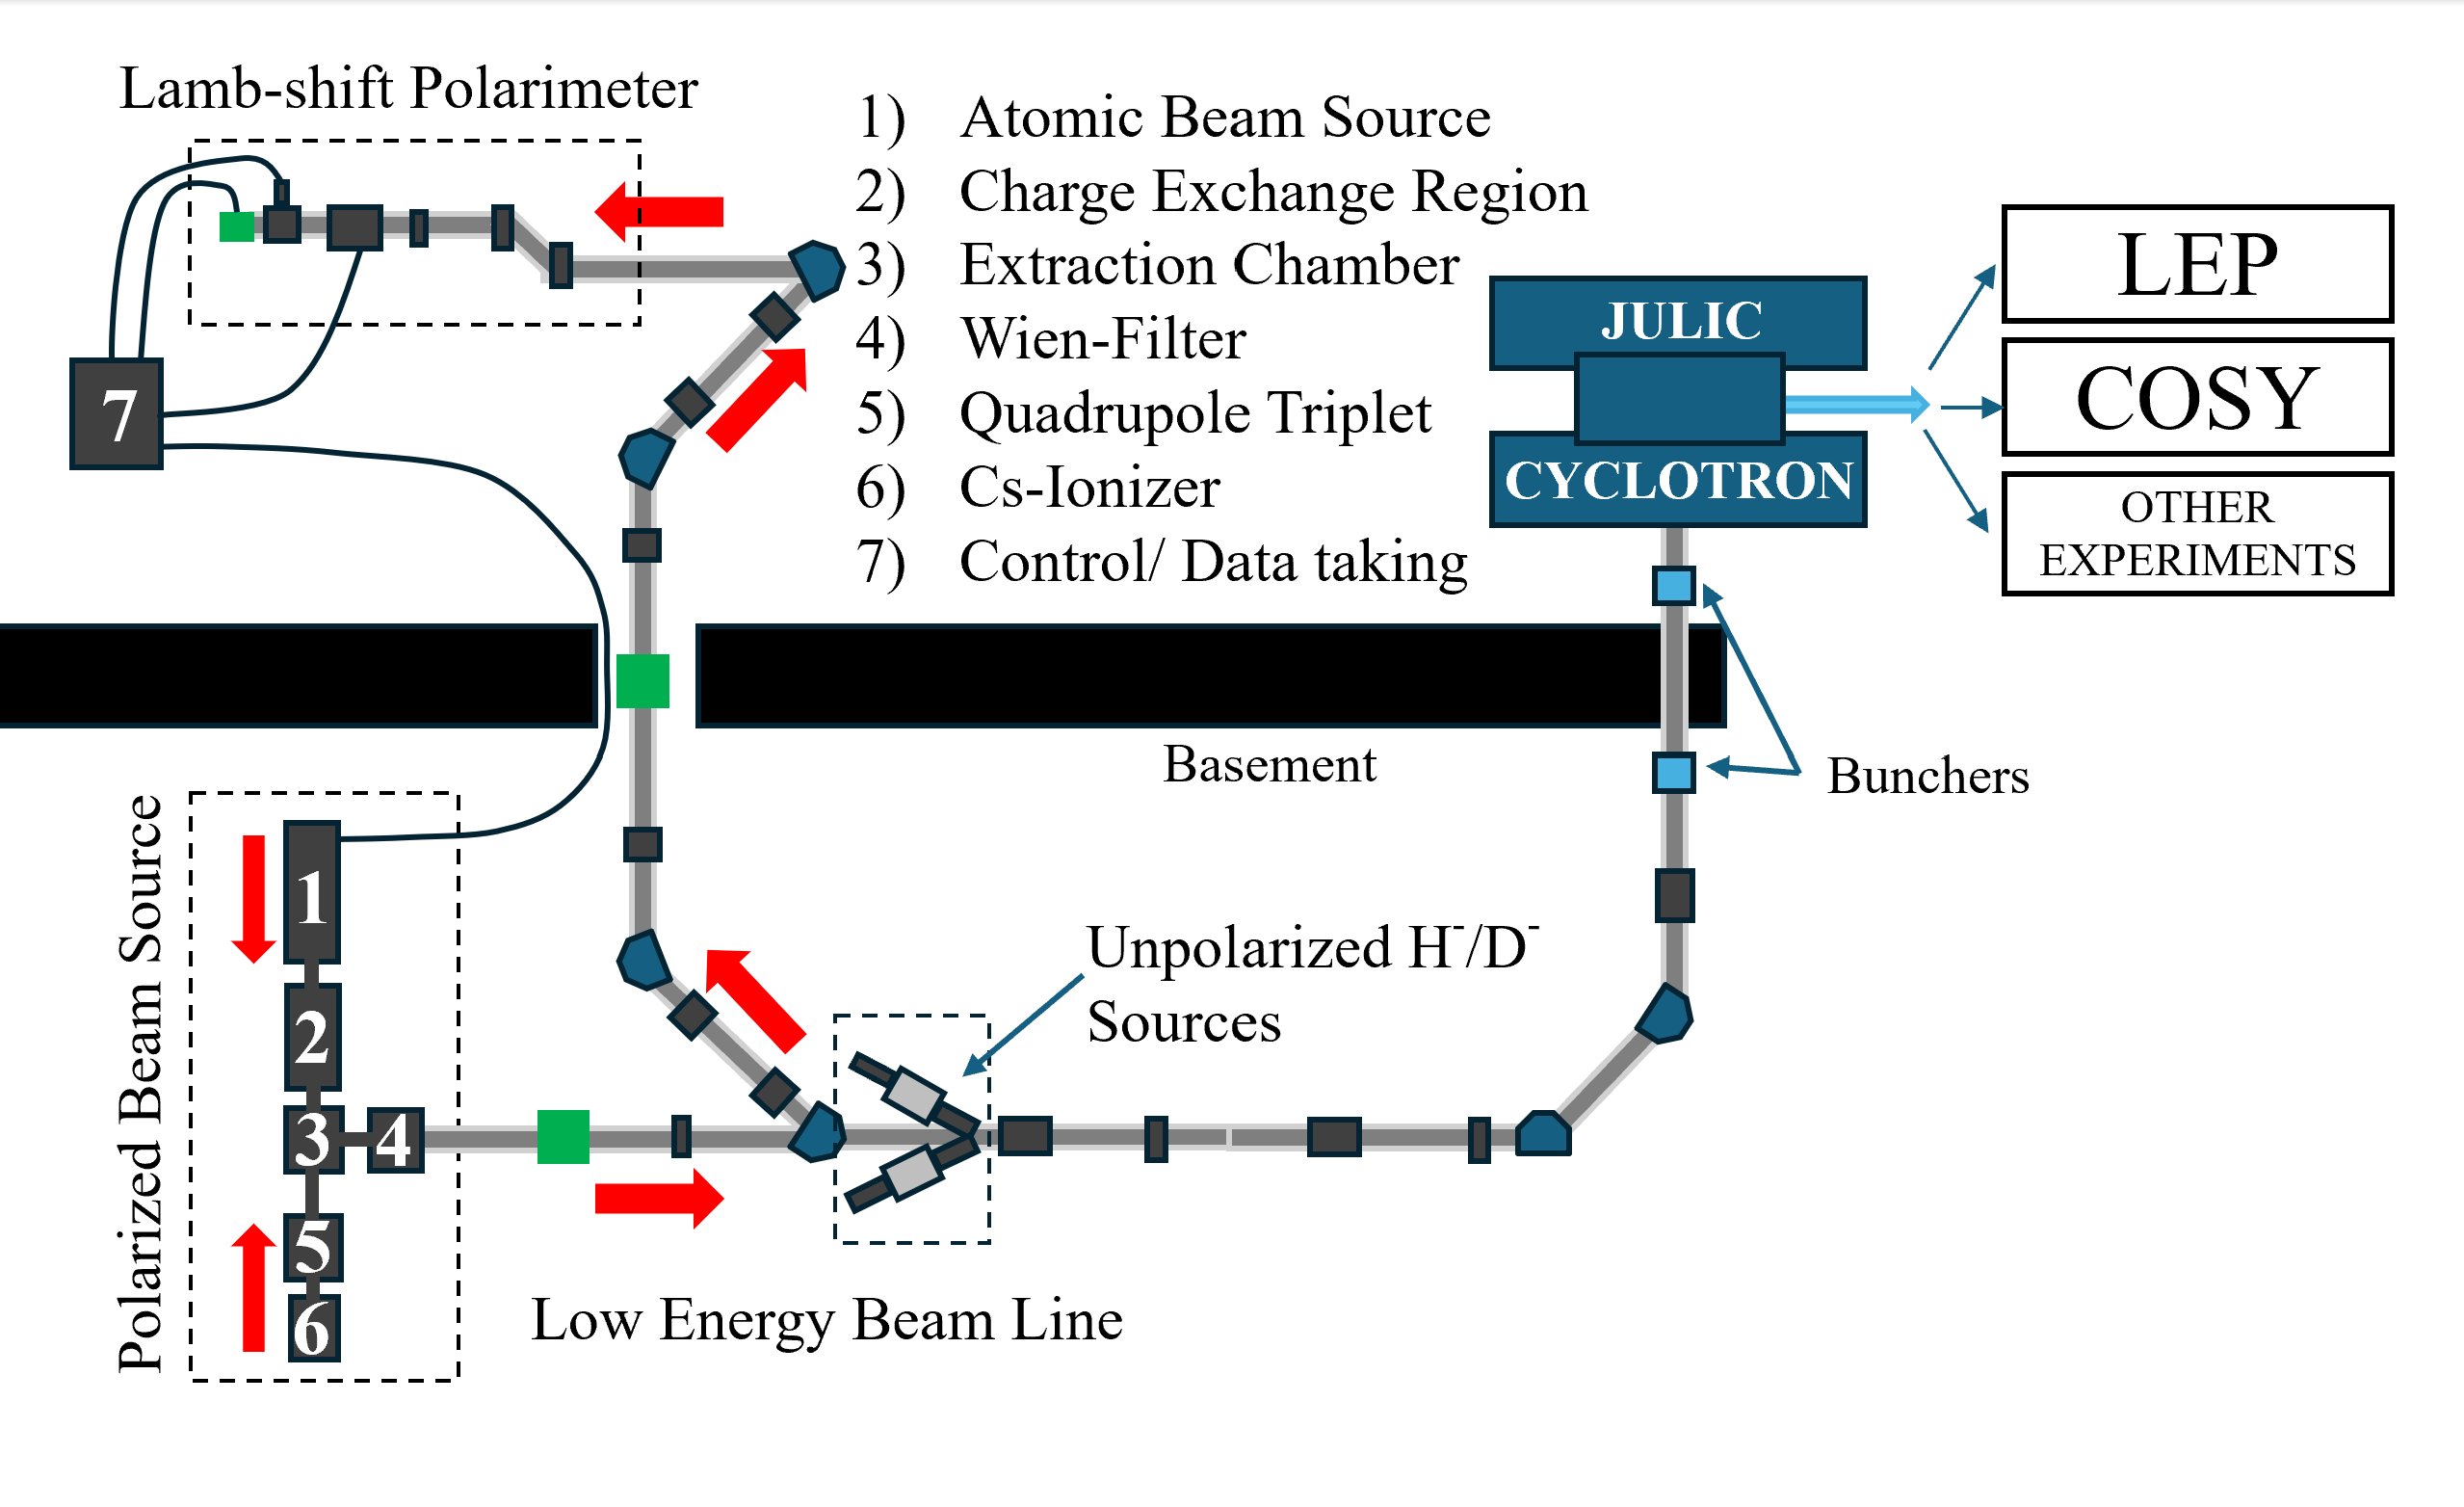 Lamb-shift Polarimeter
1) Atomic Beam Source
2) Charge Exchange Region
3) Extraction Chamber
4) Wien-Filter
5) Quadrupole Triplet
6) Cs-Ionizer
7) Control/ Data taking
7
JULIC
CYCLOTRON
LEP
COSY
OTHER
EXPERIMENTS
Basement
Bunchers
Polarized Beam Source
1
2
3
4
5
6
Unpolarized H⁻/D⁻
Sources
Low Energy Beam Line